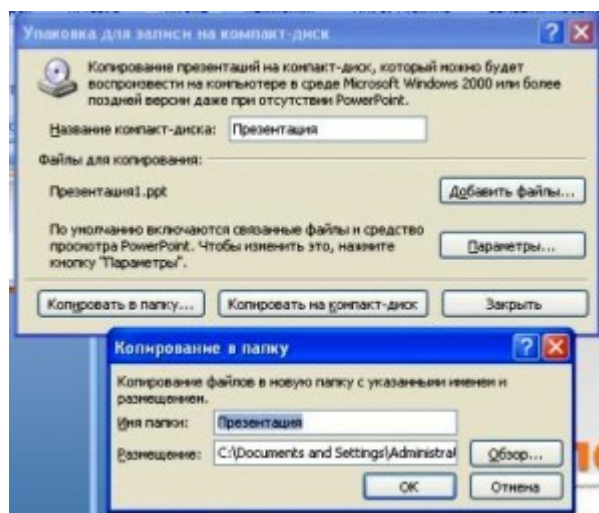 Упаковка для записи на компакт-диск
Копирование презентаций на компакт-диск, который можно будет
воспроизвести на компьютере в среде Microsoft Windows 2000 или более
поздней версии даже при отсутствии PowerPoint.
Название компакт-диска: Презентация
Файлы для копирования:
Презентация1.ppt Добавить файлы...
По умолчанию включаются связанные файлы и средство
просмотра PowerPoint. Чтобы изменить это, нажмите
кнопку "Параметры". Параметры...
Копировать в папку... Копировать на компакт-диск Закрыть
Копирование в папку
Копирование файлов в новую папку с указанными именем и
размещением.
Имя папки: Презентация
Размещение: C:\Documents and Settings\Administrat Обзор...
OK Отмена